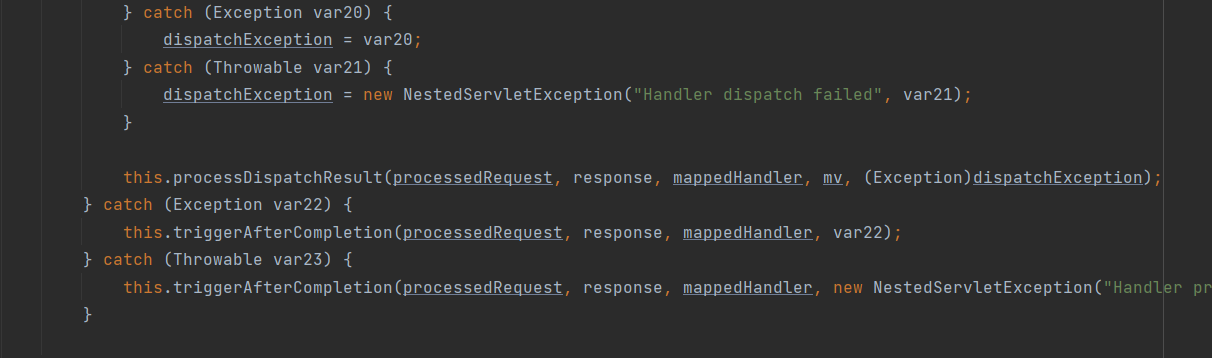 } catch (Exception var20) {
dispatchException = var20;
} catch (Throwable var21) {
dispatchException = new NestedServletException("Handler dispatch failed", var21);
}
this.processDispatchResult(processedRequest, response, mappedHandler, mv, (Exception)dispatchException);
} catch (Exception var22) {
this.triggerAfterCompletion(processedRequest, response, mappedHandler, var22);
} catch (Throwable var23) {
this.triggerAfterCompletion(processedRequest, response, mappedHandler, new NestedServletException("Handler pr
}